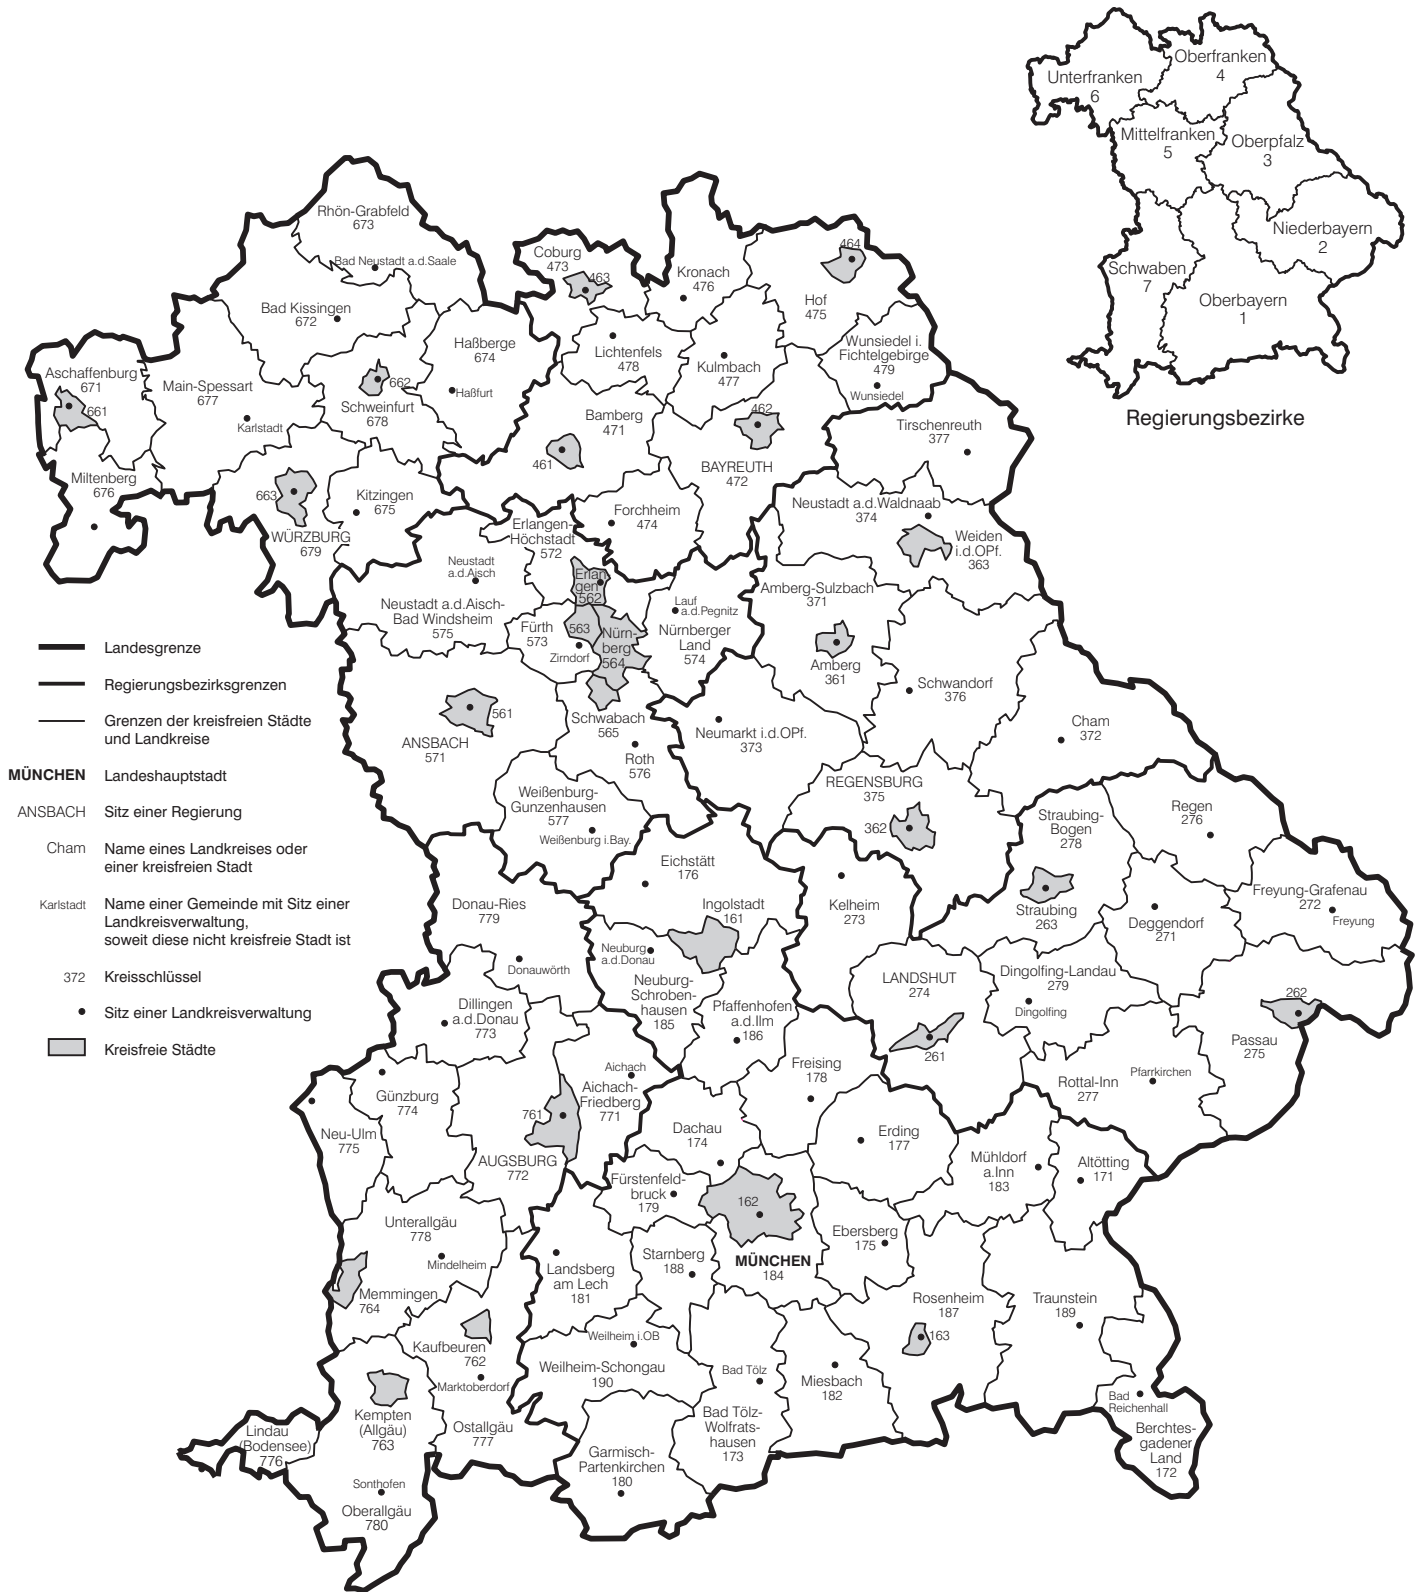 Unterfranken
6
Oberfranken
4
Mittelfranken
5
Oberpfalz
3
Niederbayern
2
Schwaben
7
Oberbayern
1
Regierungsbezirke
Rhön-Grabfeld
673
Bad Neustadt a.d.Saale
Bad Kissingen
672
Haßberge
674
Haßfurt
Aschaffenburg
671
661
Main-Spessart
677
Karlstadt
662
Schweinfurt
678
Miltenberg
676
663
WÜRZBURG
679
Kitzingen
675
Coburg
473
463
Kronach
476
464
Hof
475
Lichtenfels
478
Kulmbach
477
Wunsiedel i.
Fichtelgebirge
479
Wunsiedel
Bamberg
471
461
462
BAYREUTH
472
Forchheim
474
Tirschenreuth
377
Neustadt a.d.Waldnaab
374
Weiden
i.d.OPf.
363
Erlangen-
Höchstadt
572
Erlan-
gen
562
Neustadt
a.d.Aisch
Neustadt a.d.Aisch-
Bad Windsheim
575
Fürth
573
563
Zirndorf
Nürn-
berg
564
Lauf
a.d.Pegnitz
Nürnberger
Land
574
Amberg-Sulzbach
371
Amberg
361
Schwandorf
376
Cham
372
561
ANSBACH
571
Schwabach
565
Roth
576
Neumarkt i.d.OPf.
373
Weißenburg-
Gunzenhausen
577
Weißenburg i.Bay.
REGENSBURG
375
362
Landesgrenze
Regierungsbezirksgrenzen
Grenzen der kreisfreien Städte
und Landkreise
MÜNCHEN Landeshauptstadt
ANSBACH Sitz einer Regierung
Cham Name eines Landkreises oder
einer kreisfreien Stadt
Karlstadt Name einer Gemeinde mit Sitz einer
Landkreisverwaltung,
soweit diese nicht kreisfreie Stadt ist
372 Kreisschlüssel
Sitz einer Landkreisverwaltung
Kreisfreie Städte
Straubing-
Bogen
278
Straubing
263
Regen
276
Freyung-Grafenau
272
Freyung
Deggendorf
271
Kelheim
273
LANDSHUT
274
261
Dingolfing-Landau
279
Dingolfing
262
Passau
275
Rottal-Inn
277
Pfarrkirchen
Eichstätt
176
Ingolstadt
161
Neuburg
a.d.Donau
Neuburg-
Schroben-
hausen
185
Pfaffenhofen
a.d.Ilm
186
Donau-Ries
779
Donauwörth
Dillingen
a.d.Donau
773
Günzburg
774
Neu-Ulm
775
761
AUGSBURG
772
Aichach
Aichach-
Friedberg
771
Freising
178
Dachau
174
Erding
177
Mühldorf
a.Inn
183
Altötting
171
Fürstenfeld-
bruck
179
162
MÜNCHEN
184
Ebersberg
175
Starnberg
188
Landsberg
am Lech
181
Unterallgäu
778
Mindelheim
Memmingen
764
Kaufbeuren
762
Marktoberdorf
Ostallgäu
777
Kempten
(Allgäu)
763
Lindau
(Bodensee)
776
Sonthofen
Oberallgäu
780
Weilheim i.OB
Weilheim-Schongau
190
Garmisch-
Partenkirchen
180
Bad Tölz
Bad Tölz-
Wolfrats-
hausen
173
Miesbach
182
Rosenheim
187
163
Traunstein
189
Bad
Reichenhall
Berchtes-
gadener
Land
172